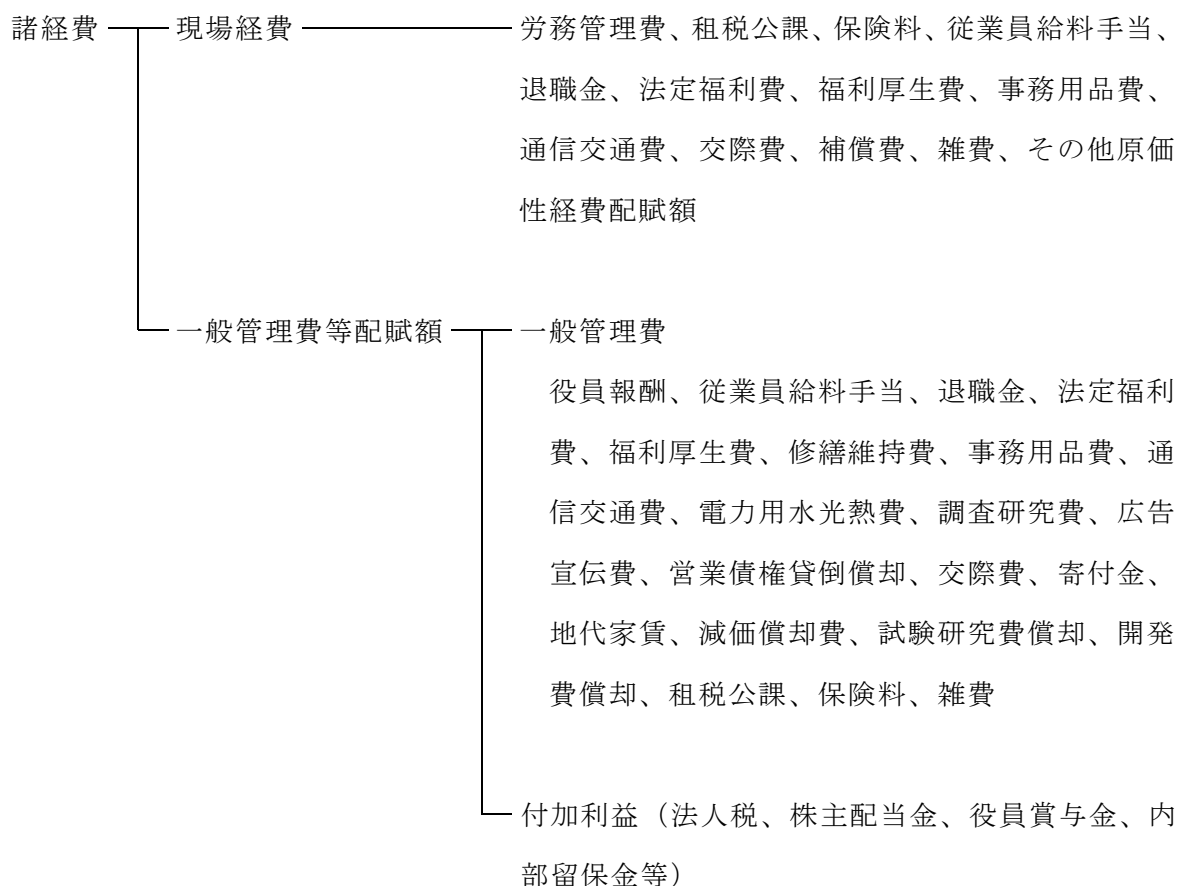 諸経費 現場経費 労務管理費、租税公課、保険料、従業員給料手当、
退職金、法定福利費、福利厚生費、事務用品費、
通信交通費、交際費、補償費、雑費、その他原価
性経費配賦額
一般管理費等配賦額 一般管理費
役員報酬、従業員給料手当、退職金、法定福利
費、福利厚生費、修繕維持費、事務用品費、通
信交通費、電力用水光熱費、調査研究費、広告
宣伝費、営業債権貸倒償却、交際費、寄付金、
地代家賃、減価償却費、試験研究費償却、開発
費償却、租税公課、保険料、雑費
付加利益（法人税、株主配当金、役員賞与金、内
部留保金等）